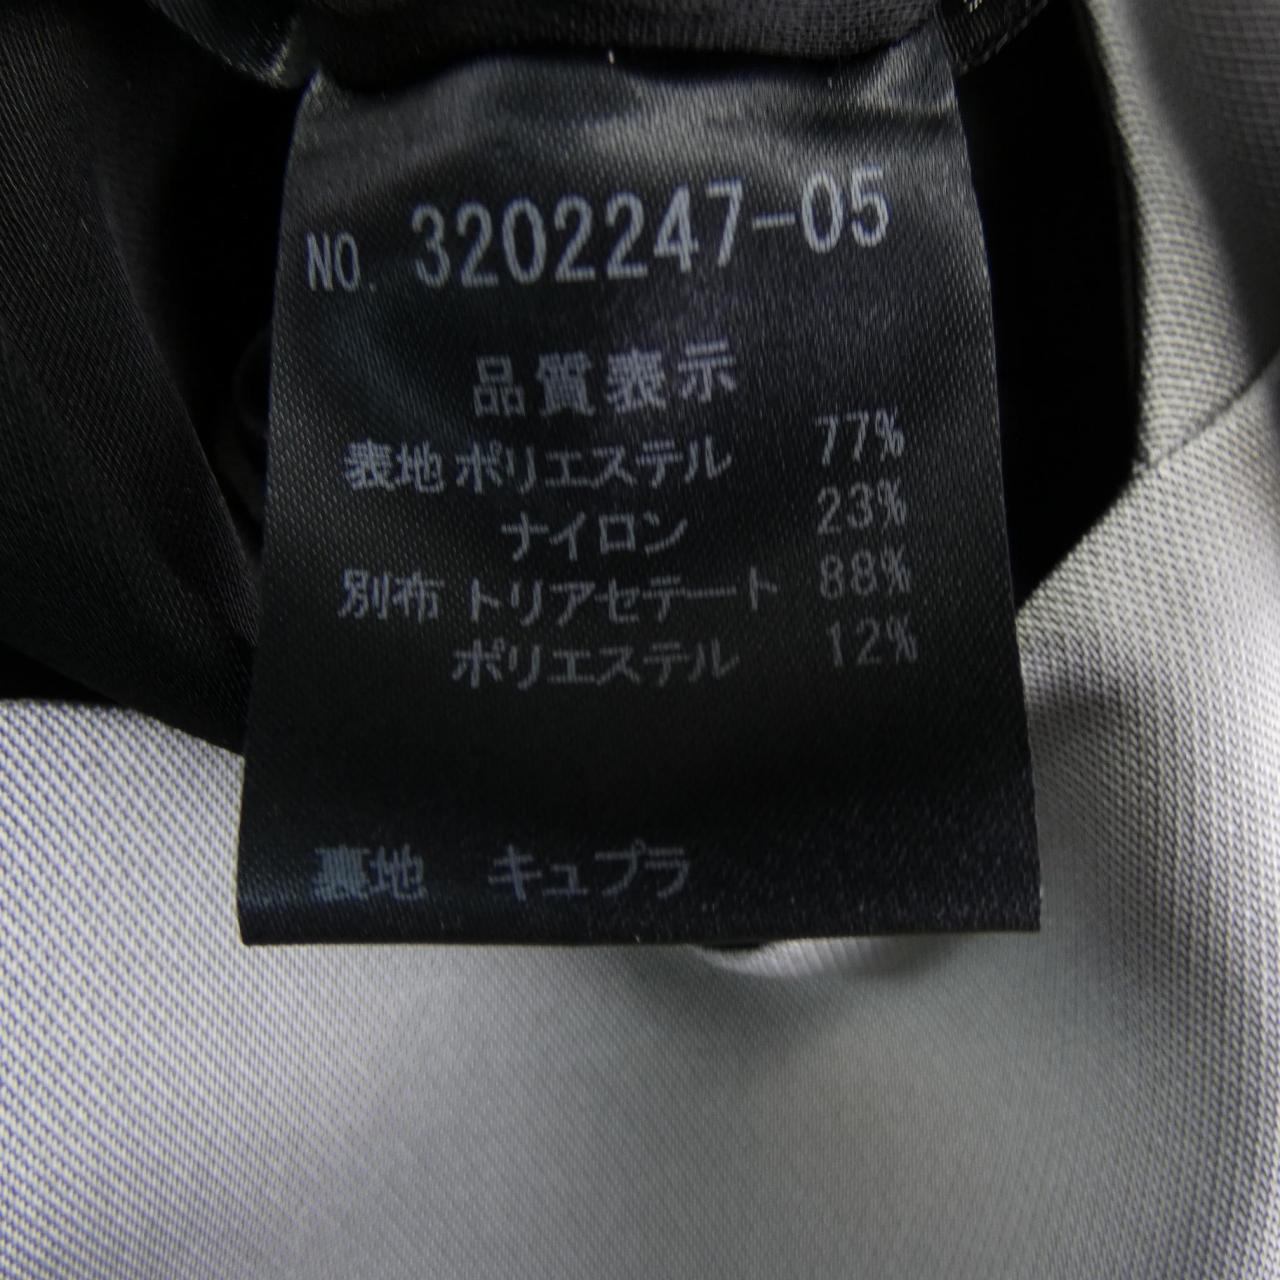 NO. 3202247-05
品質表示
表地 ポリエステル 77%
ナイロン 23%
別布 トリアセテート 88%
ポリエステル 12%
裏地 キュプラ